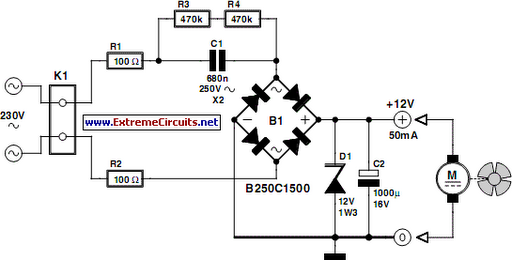 R3
R4
470k
470k
C1
R1
100 Ω
680n
250V ~
X2
K1
230V
~
www.ExtremeCircuits.net
~
−
B1
+
~
+12V
+
50mA
D1
C2
M
12V
1W3
1000µ
16V
R2
100 Ω
B250C1500
0